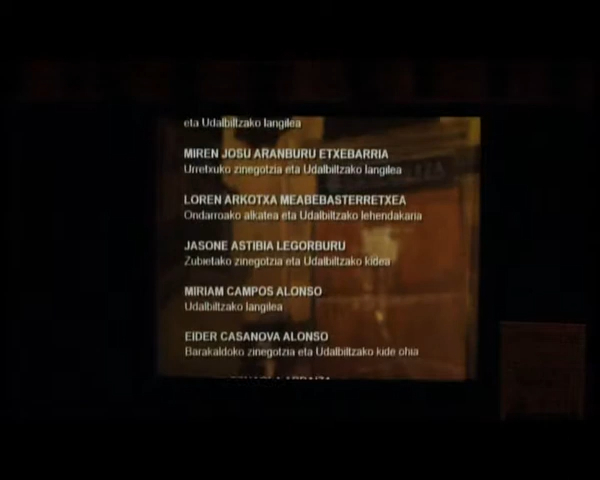 eta Udalbiltzako langilea
MIREN JOSU ARANBURU ETXEBARRIA
Urretxuko zinegotzia eta Udalbiltzako langilea
LOREN ARKOTXA MEABEBASTERRETXEA
Ondarroako alkatea eta Udalbiltzako lehendakaria
JASONE ASTIBIA LEGORBURU
Zubietako zinegotzia eta Udalbiltzako kidea
MIRIAM CAMPOS ALONSO
Udalbiltzako langilea
EIDER CASANOVA ALONSO
Barakaldoko zinegotzia eta Udalbiltzako kide ohia